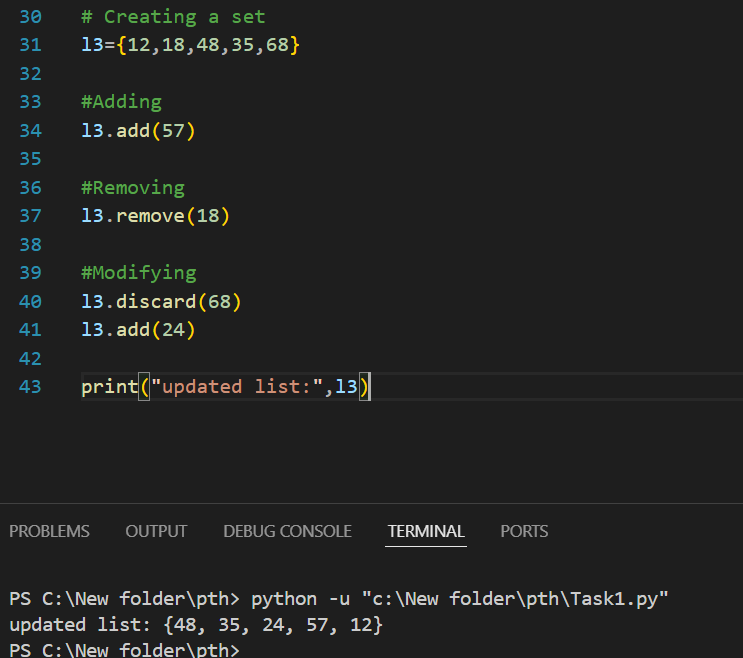 30 # Creating a set
31 l3={12,18,48,35,68}
32
33 #Adding
34 l3.add(57)
35
36 #Removing
37 l3.remove(18)
38
39 #Modifying
40 l3.discard(68)
41 l3.add(24)
42
43 print("updated list:",l3)
PROBLEMS OUTPUT DEBUG CONSOLE TERMINAL PORTS
PS C:\New folder\pth> python -u "c:\New folder\pth\Task1.py"
updated list: {48, 35, 24, 57, 12}
PS C:\New folder\pth>